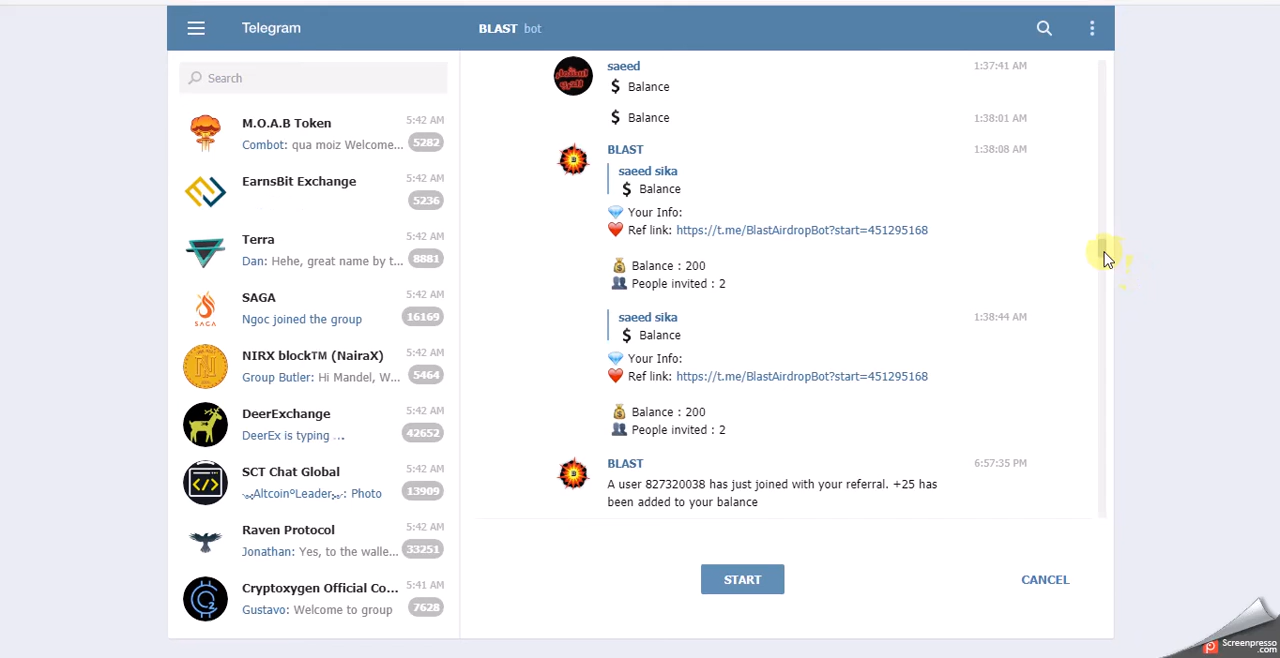 Telegram
BLAST bot
Search
M.O.A.B Token 5:42 AM
Combot: qua moiz Welcome... 5282
EarnsBit Exchange 5:42 AM
5236
Terra 5:42 AM
Dan: Hehe, great name by t... 8881
SAGA 5:42 AM
Ngoc joined the group 16169
NIRX block™ (NairaX) 5:42 AM
Group Butler: Hi Mandel, W... 5464
DeerExchange 5:42 AM
DeerEx is typing ... 42652
SCT Chat Global 5:42 AM
AltcoinºLeader: Photo 13909
Raven Protocol 5:42 AM
Jonathan: Yes, to the walle... 33251
Cryptoxygen Official Co... 5:41 AM
Gustavo: Welcome to group 7628
saeed 1:37:41 AM
$ Balance
$ Balance 1:38:01 AM
BLAST 1:38:08 AM
saeed sika
$ Balance
Your Info:
Ref link: https://t.me/BlastAirdropBot?start=451295168
Balance : 200
People invited : 2
saeed sika 1:38:44 AM
$ Balance
Your Info:
Ref link: https://t.me/BlastAirdropBot?start=451295168
Balance : 200
People invited : 2
BLAST 6:57:35 PM
A user 827320038 has just joined with your referral. +25 has
been added to your balance
START
CANCEL
Screenpresso
.com